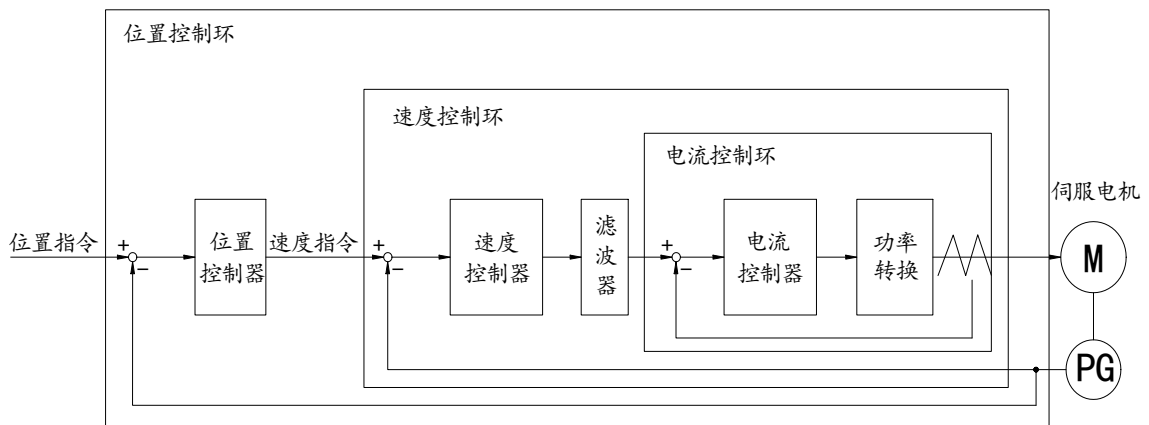 位置控制环
速度控制环
电流控制环
伺服电机
位置指令
+
-
位置
控制器
速度指令
+
-
速度
控制器
滤
波
器
+
-
电流
控制器
功率
转换
M
PG